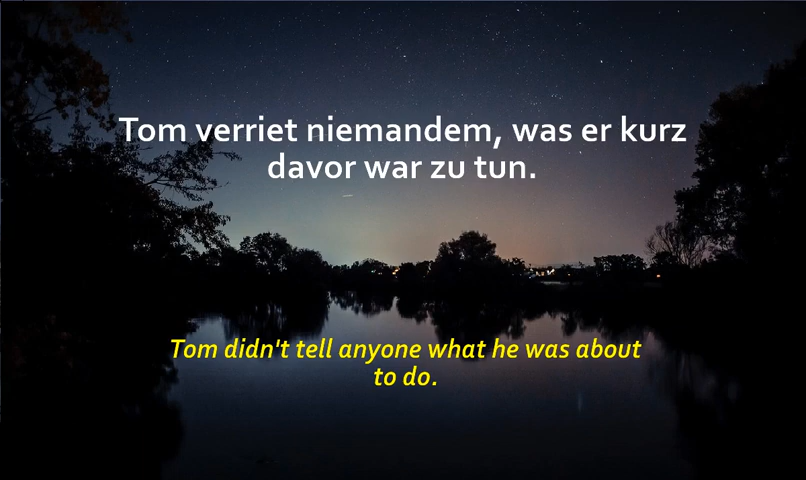 Tom verriet niemandem, was er kurz
davor war zu tun.
Tom didn't tell anyone what he was about
to do.